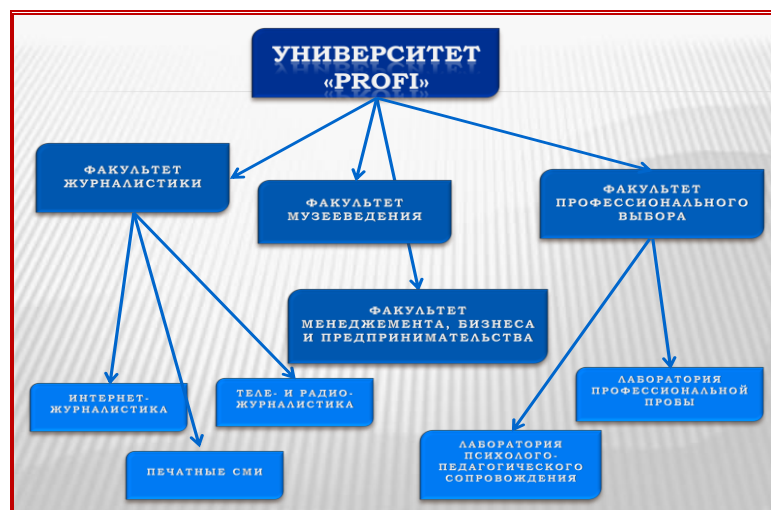 УНИВЕРСИТЕТ
«PROFI»
ФАКУЛЬТЕТ
ЖУРНАЛИСТИКИ
ФАКУЛЬТЕТ
МУЗЕЕВЕДЕНИЯ
ФАКУЛЬТЕТ
ПРОФЕССИОНАЛЬНОГО
ВЫБОРА
ФАКУЛЬТЕТ
МЕНЕДЖЕМЕНТА, БИЗНЕСА
И ПРЕДПРИНИМАТЕЛЬСТВА
ИНТЕРНЕТ-
ЖУРНАЛИСТИКА
ТЕЛЕ- И РАДИО-
ЖУРНАЛИСТИКА
ЛАБОРАТОРИЯ
ПРОФЕССИОНАЛЬНОЙ
ПРОБЫ
ПЕЧАТНЫЕ СМИ
ЛАБОРАТОРИЯ
ПСИХОЛОГО-
ПЕДАГОГИЧЕСКОГО
СОПРОВОЖДЕНИЯ